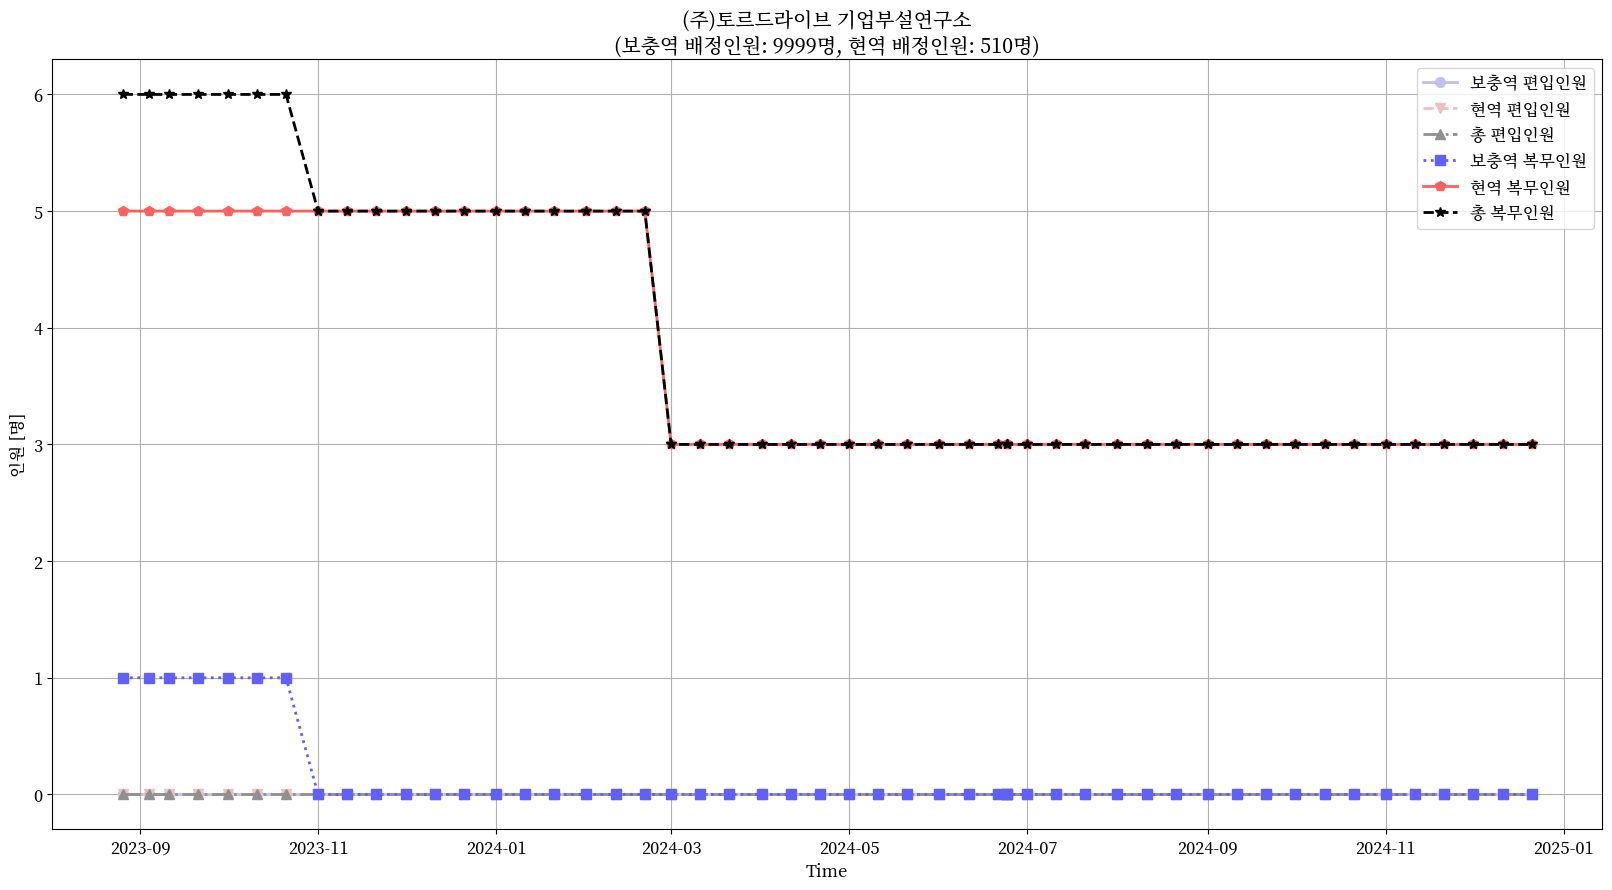 (주)토르드라이브 기업부설연구소
(보충역 배정인원: 9999명, 현역 배정인원: 510명)
보충역 편입인원
현역 편입인원
총 편입인원
보충역 복무인원
현역 복무인원
총 복무인원
인원 [명]
6
5
4
3
2
1
0
2023-09 2023-11 2024-01 2024-03 2024-05 2024-07 2024-09 2024-11 2025-01
Time